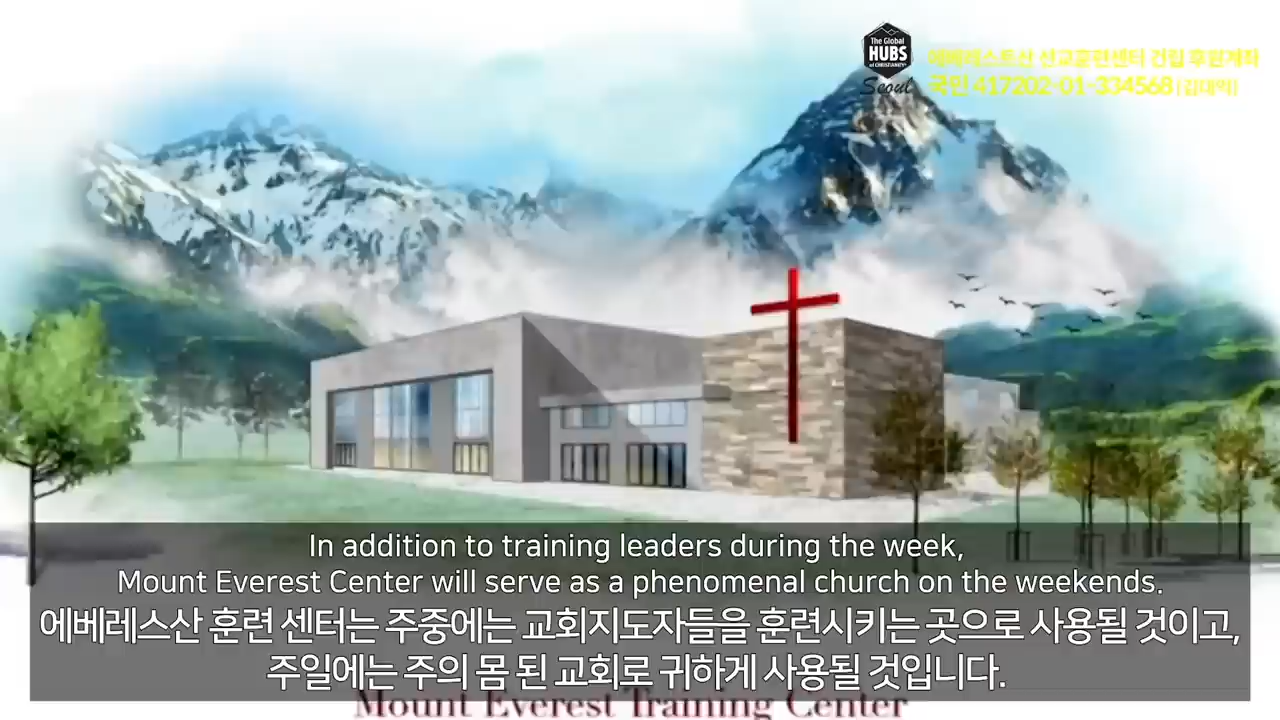 The Global
HUBS
of CHRISTIANITY
Seoul
에베레스트산 선교훈련센터 건립 후원계좌
국민 417202-01-334568 [김대억]
In addition to training leaders during the week,
Mount Everest Center will serve as a phenomenal church on the weekends.
에베레스산 훈련 센터는 주중에는 교회지도자들을 훈련시키는 곳으로 사용될 것이고,
주일에는 주의 몸 된 교회로 귀하게 사용될 것입니다.
Mount Everest Training Center